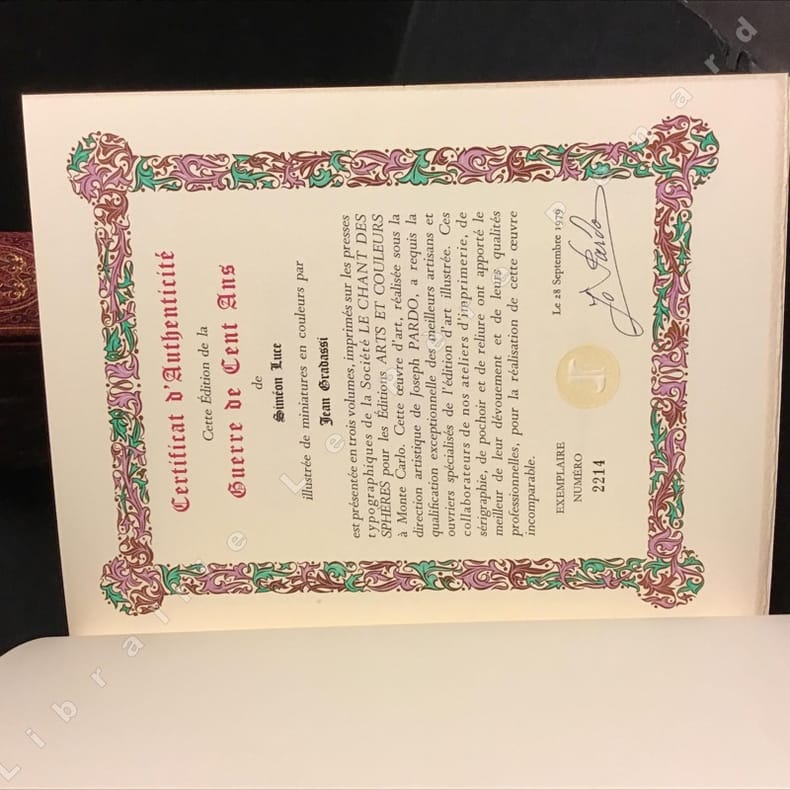 Certificat d'Authenticité
Cette Édition de la
Guerre de Cent Ans
de
Siméon Luce
illustrée de miniatures en couleurs par
Jean Gradassi
est présentée en trois volumes, imprimés sur les presses
typographiques de la Société LE CHANT DES
SPHÈRES pour les Éditions ARTS ET COULEURS
à Monte Carlo. Cette œuvre d'art, réalisée sous la
direction artistique de Joseph PARDO, a requis la
qualification exceptionnelle des meilleurs artisans et
ouvriers spécialisés de l'édition d'art illustrée. Ces
collaborateurs de nos ateliers d'imprimerie, de
sérigraphie, de pochoir et de reliure ont apporté le
meilleur de leur dévouement et de leurs qualités
professionnelles, pour la réalisation de cette œuvre
incomparable.
EXEMPLAIRE
NUMÉRO
2214
Le 28 Septembre 1979
Jo Pardo